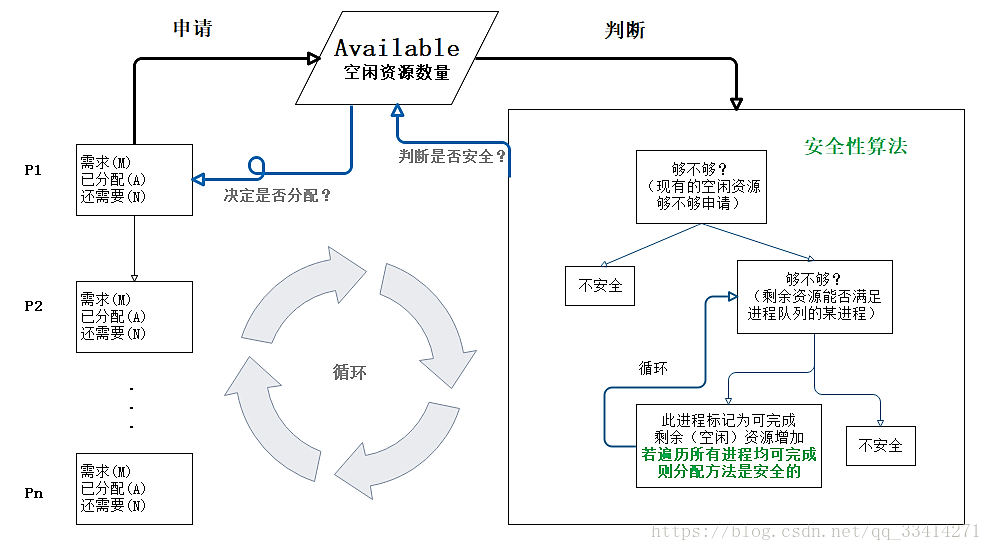 申请
Available
空闲资源数量
判断
P1
需求(M)
已分配(A)
还需要(N)
决定是否分配？
判断是否安全？
安全性算法
够不够？
（现有的空闲资源
够不够申请）
不安全
够不够？
（剩余资源能否满足
进程队列的某进程）
P2
需求(M)
已分配(A)
还需要(N)
循环
循环
此进程标记为可完成
剩余（空闲）资源增加
若遍历所有进程均可完成
则分配方法是安全的
不安全
Pn
需求(M)
已分配(A)
还需要(N)
https://blog.csdn.net/qq_33414271